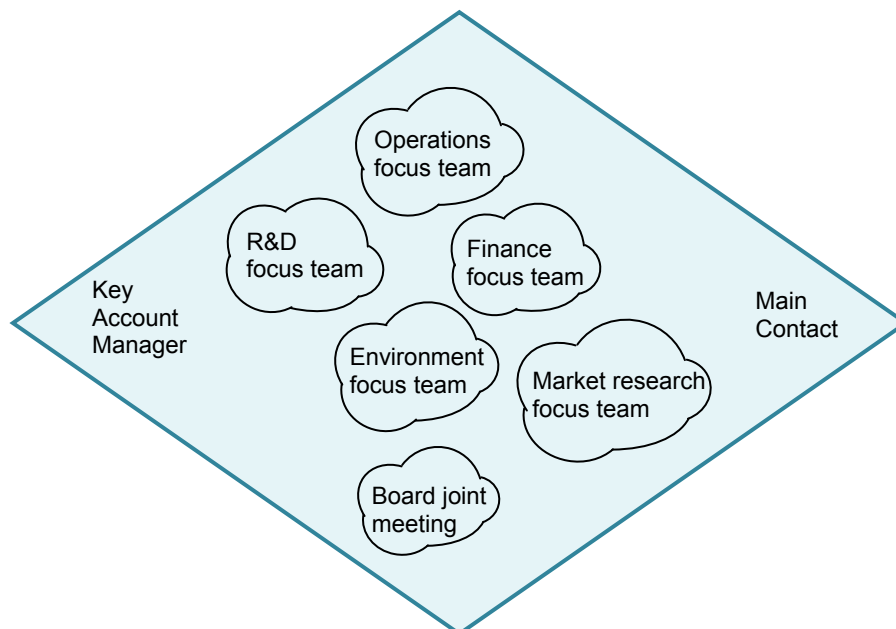 Operations
focus team
R&D
focus team
Finance
focus team
Key
Account
Manager
Main
Contact
Environment
focus team
Market research
focus team
Board joint
meeting